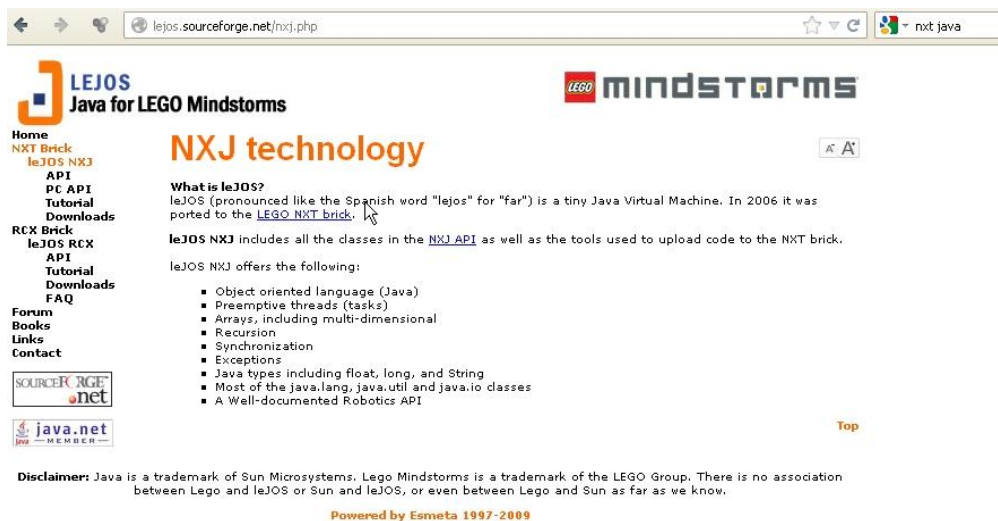 lejos.sourceforge.net/nxj.php
nxt java
LEJOS
Java for LEGO Mindstorms
LEGO mindstorms
Home
NXT Brick
leJOS NXJ
API
PC API
Tutorial
Downloads
RCX Brick
leJOS RCX
API
Tutorial
Downloads
FAQ
Forum
Books
Links
Contact
SOURCEFORGE
.net
java.net
Java MEMBER
NXJ technology
A A
What is leJOS?
leJOS (pronounced like the Spanish word "lejos" for "far") is a tiny Java Virtual Machine. In 2006 it was
ported to the LEGO NXT brick.
leJOS NXJ includes all the classes in the NXJ API as well as the tools used to upload code to the NXT brick.
leJOS NXJ offers the following:
▪ Object oriented language (Java)
▪ Preemptive threads (tasks)
▪ Arrays, including multi-dimensional
▪ Recursion
▪ Synchronization
▪ Exceptions
▪ Java types including float, long, and String
▪ Most of the java.lang, java.util and java.io classes
▪ A Well-documented Robotics API
Top
Disclaimer: Java is a trademark of Sun Microsystems. Lego Mindstorms is a trademark of the LEGO Group. There is no association
between Lego and leJOS or Sun and leJOS, or even between Lego and Sun as far as we know.
Powered by Esmeta 1997-2009